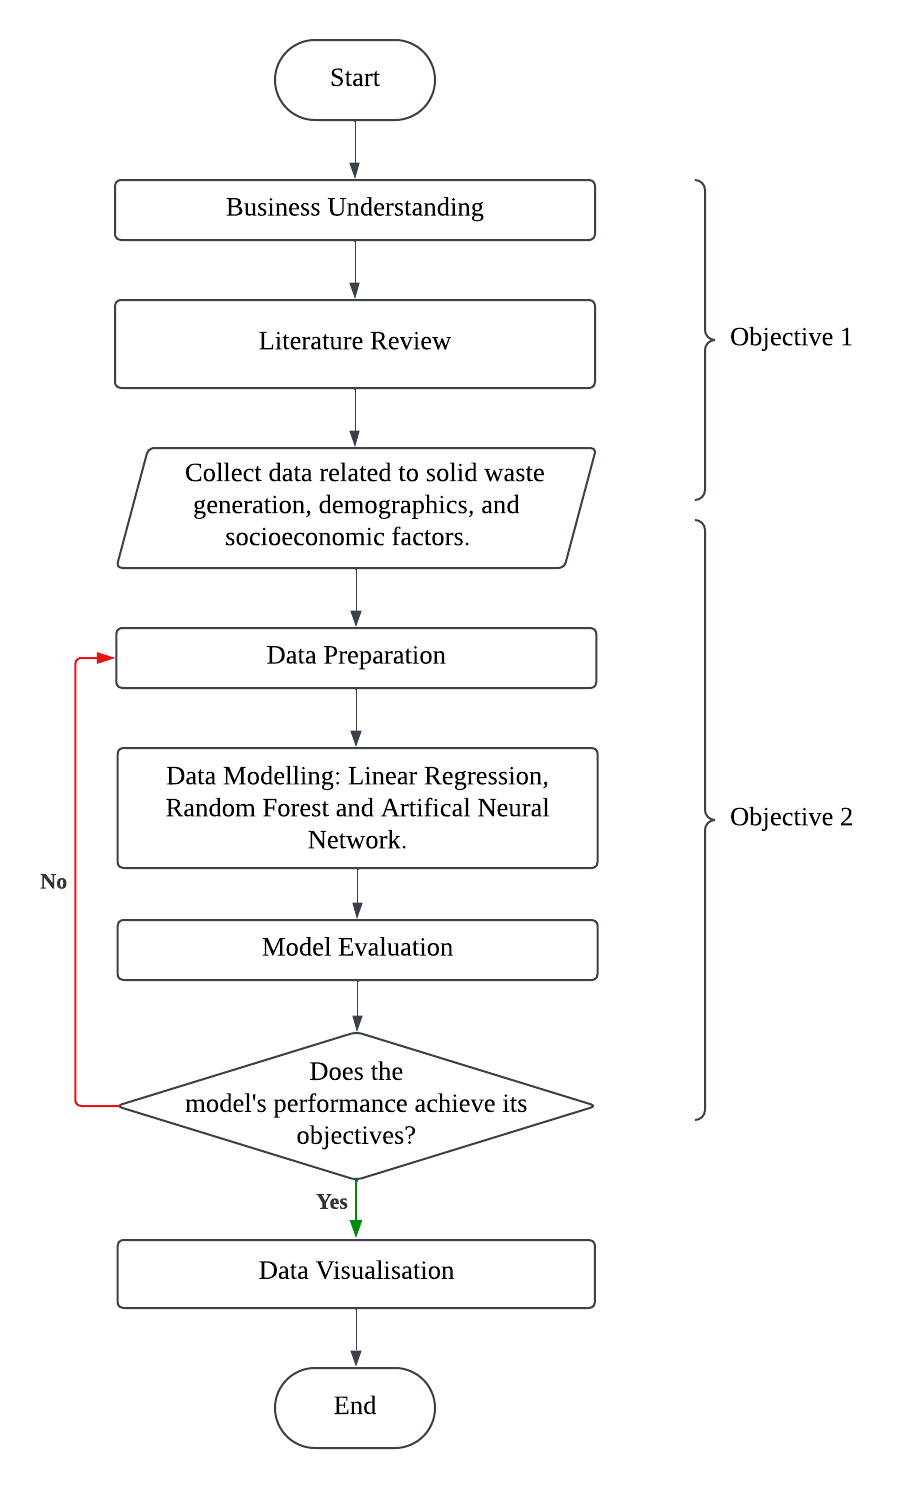 Start
Business Understanding
Literature Review
Objective 1
Collect data related to solid waste
generation, demographics, and
socioeconomic factors.
Data Preparation
Data Modelling: Linear Regression,
Random Forest and Artifical Neural
Network.
Objective 2
No
Model Evaluation
Does the
model's performance achieve its
objectives?
Yes
Data Visualisation
End